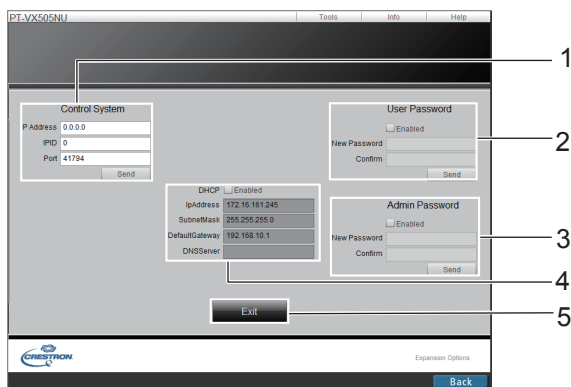 PT-VX505NU Tools Info Help
1
Control System
P Address 0.0.0.0
IPID 0
Port 41794
Send
User Password
Enabled
New Password
Confirm
Send
2
DHCP Enabled
IpAddress 172.16.161.245
SubnetMask 255.255.255.0
DefaultGateway 192.168.10.1
DNSServer
4
Admin Password
Enabled
New Password
Confirm
Send
3
Exit
5
CRESTRON
Expansion Options
Back